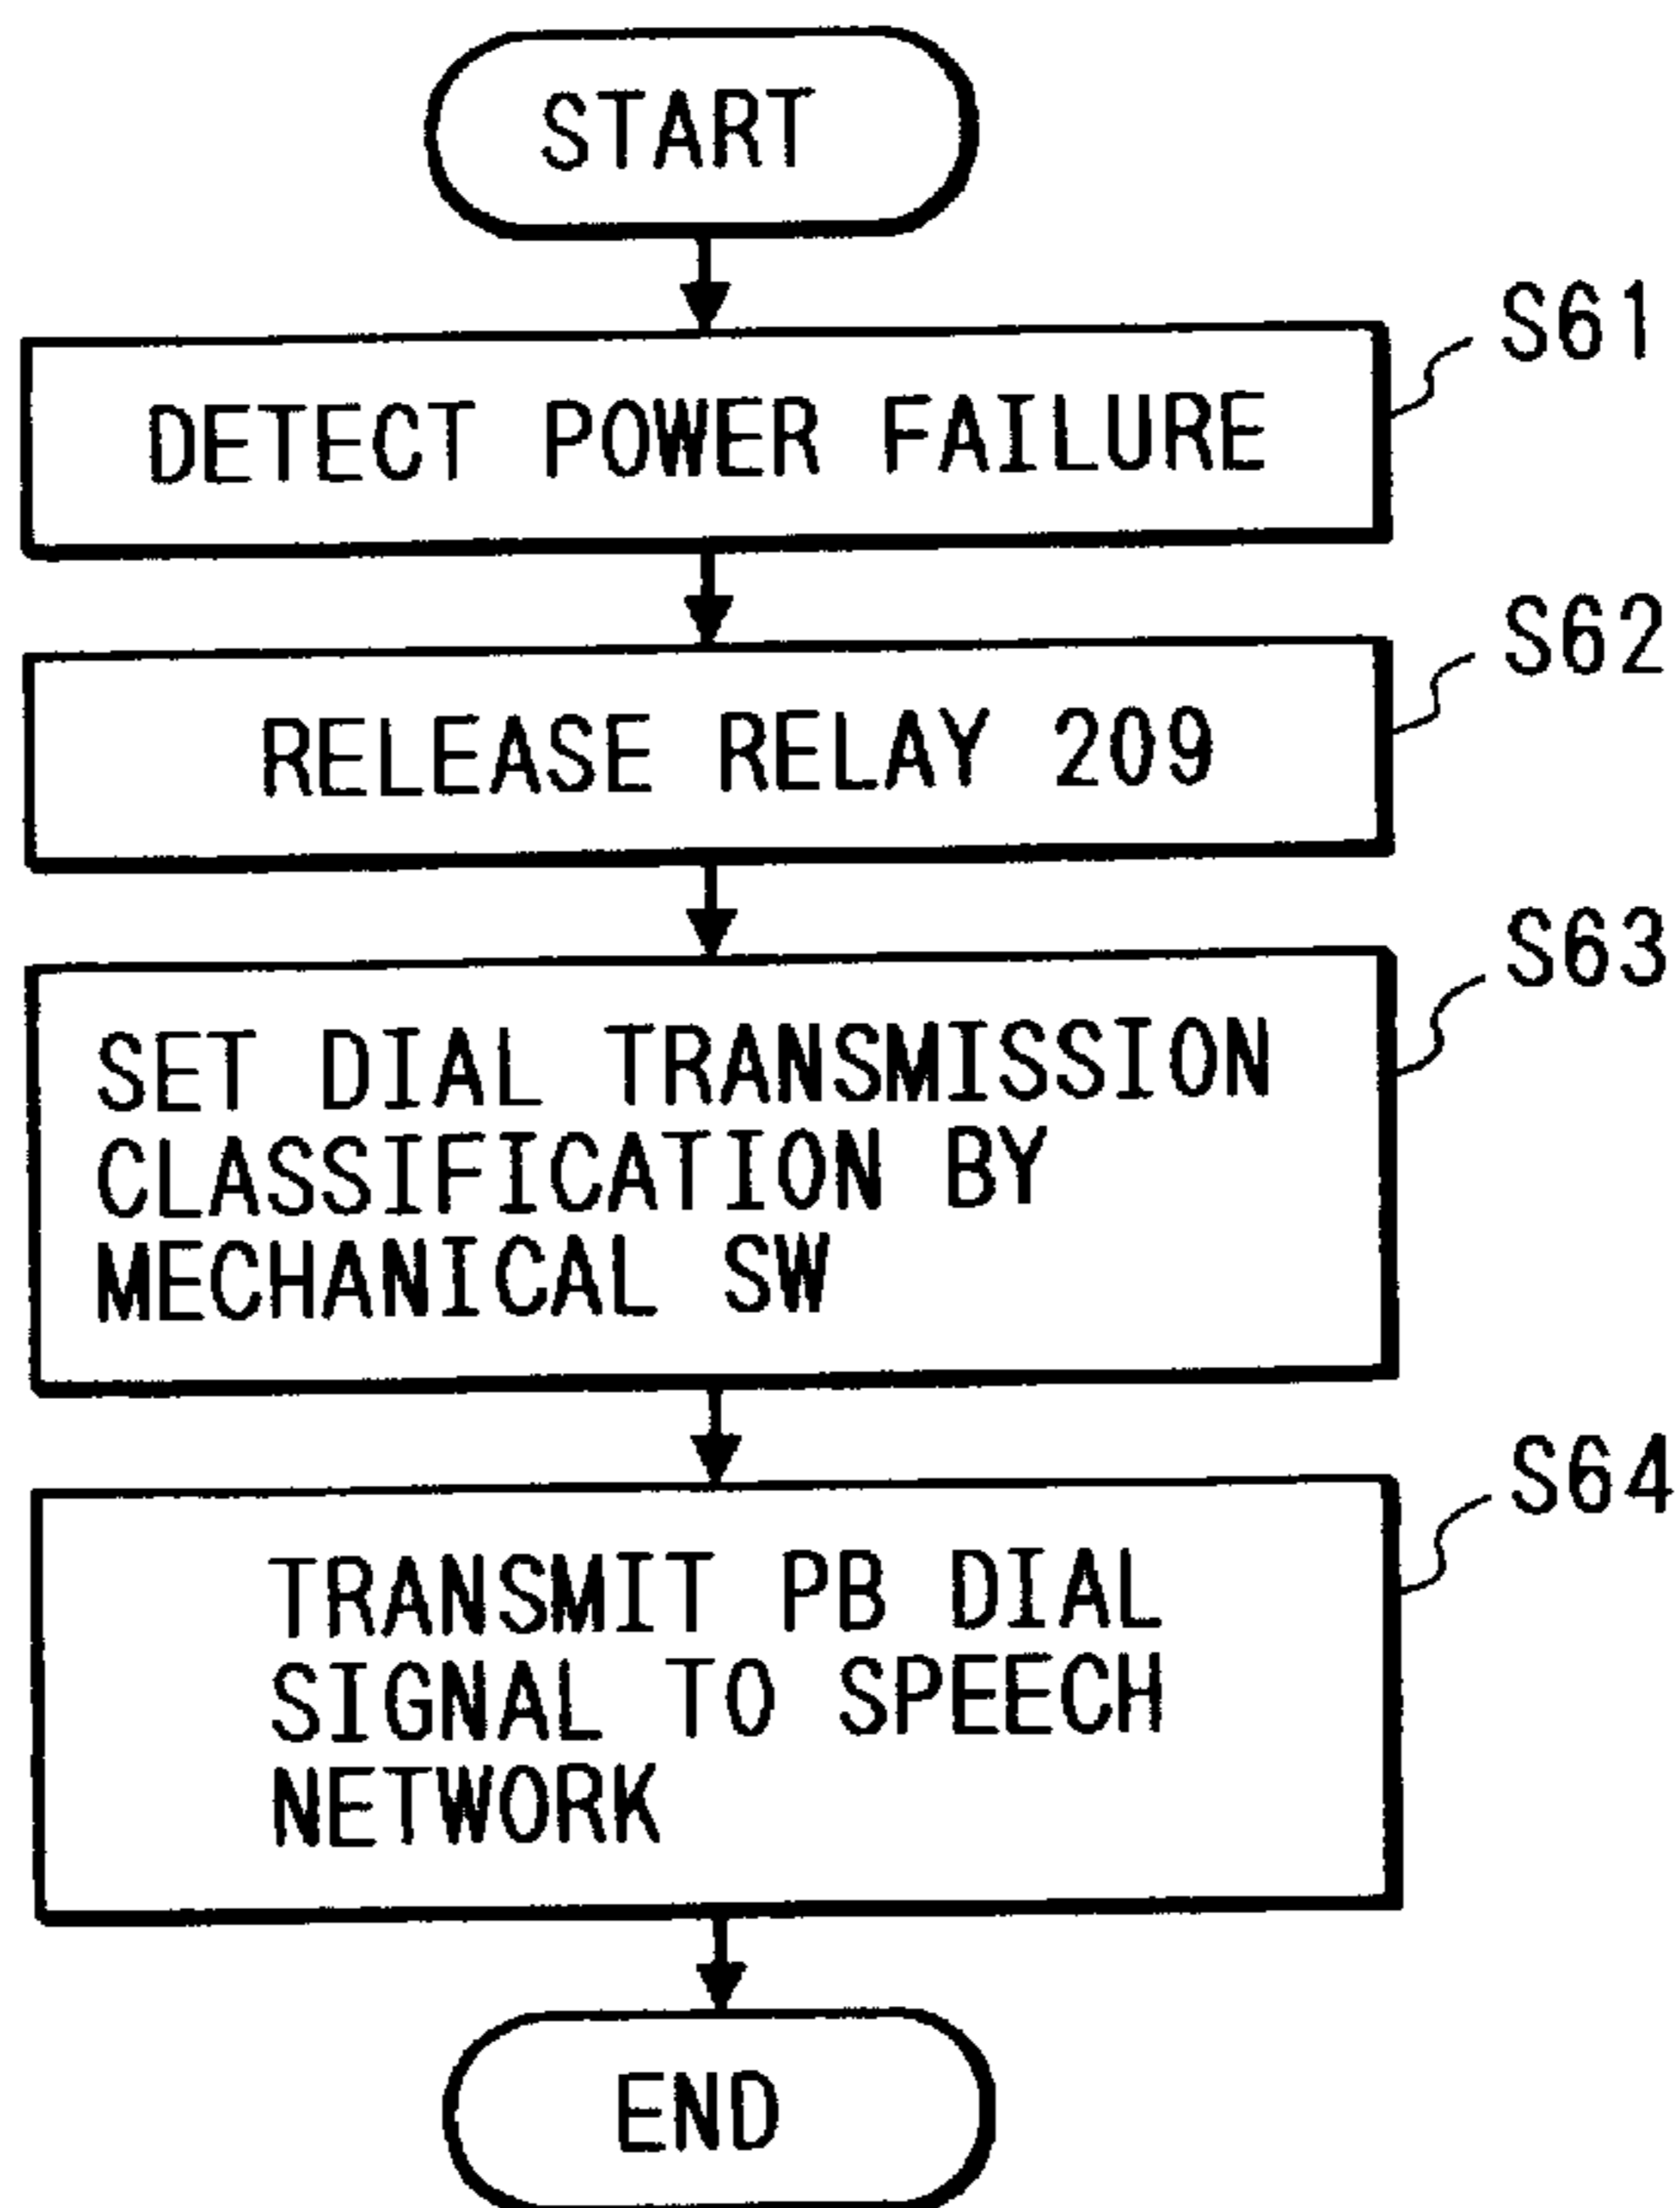 START
S61
DETECT POWER FAILURE
S62
RELEASE RELAY 209
S63
SET DIAL TRANSMISSION
CLASSIFICATION BY
MECHANICAL SW
S64
TRANSMIT PB DIAL
SIGNAL TO SPEECH
NETWORK
END